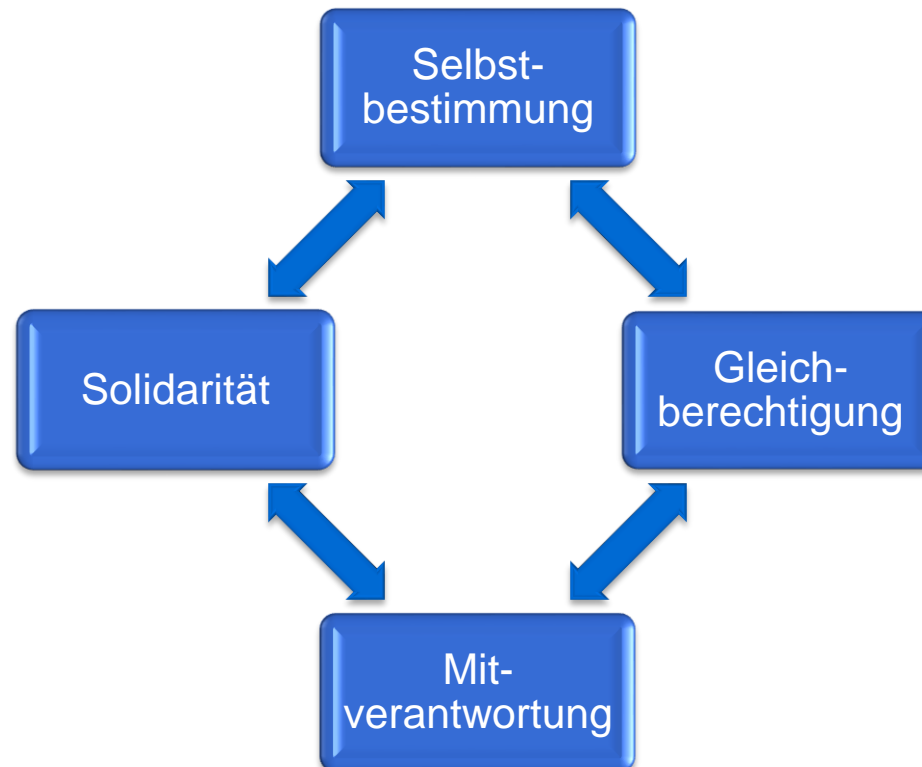 Selbst-
bestimmung
Solidarität
Gleich-
berechtigung
Mit-
verantwortung